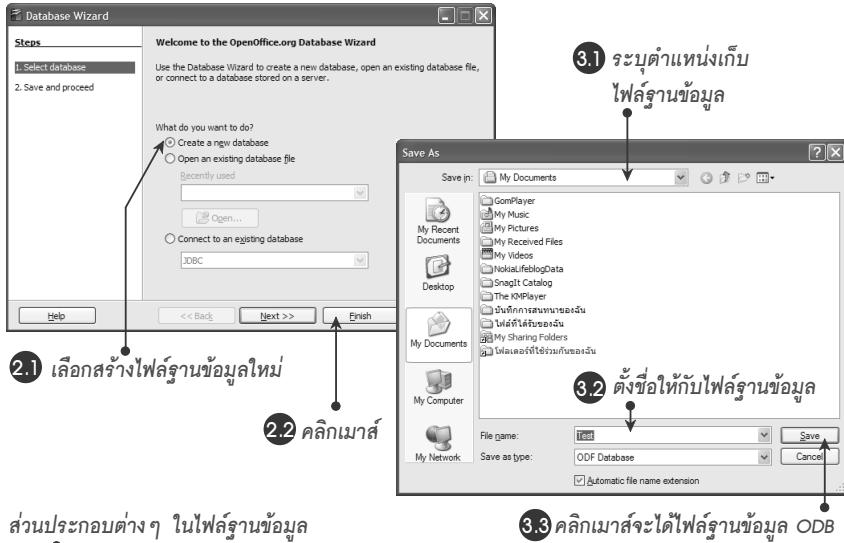 Database Wizard
Steps
1. Select database
2. Save and proceed
Welcome to the OpenOffice.org Database Wizard
Use the Database Wizard to create a new database, open an existing database file,
or connect to a database stored on a server.
What do you want to do?
Create a new database
Open an existing database file
Recently used
Open...
Connect to an existing database
JDBC
Help
<< Back
Next >>
Finish
2.1 เลือกสร้างไฟล์ฐานข้อมูลใหม่
2.2 คลิกเมาส์
3.1 ระบุตำแหน่งเก็บ
ไฟล์ฐานข้อมูล
Save As
Save in:
My Documents
My Recent
Documents
Desktop
My Documents
My Computer
My Network
GomPlayer
My Music
My Pictures
My Received Files
My Videos
NokiaLifeblogData
SnagIt Catalog
The KMPlayer
บันทึกการสนทนาของฉัน
ไฟล์ที่ได้รับของฉัน
My Sharing Folders
โฟลเดอร์ที่ใช้ร่วมกันของฉัน
3.2 ตั้งชื่อให้กับไฟล์ฐานข้อมูล
File name:
Test
Save
Save as type:
ODF Database
Cancel
Automatic file name extension
3.3 คลิกเมาส์จะได้ไฟล์ฐานข้อมูล ODB
ส่วนประกอบต่างๆ ในไฟล์ฐานข้อมูล